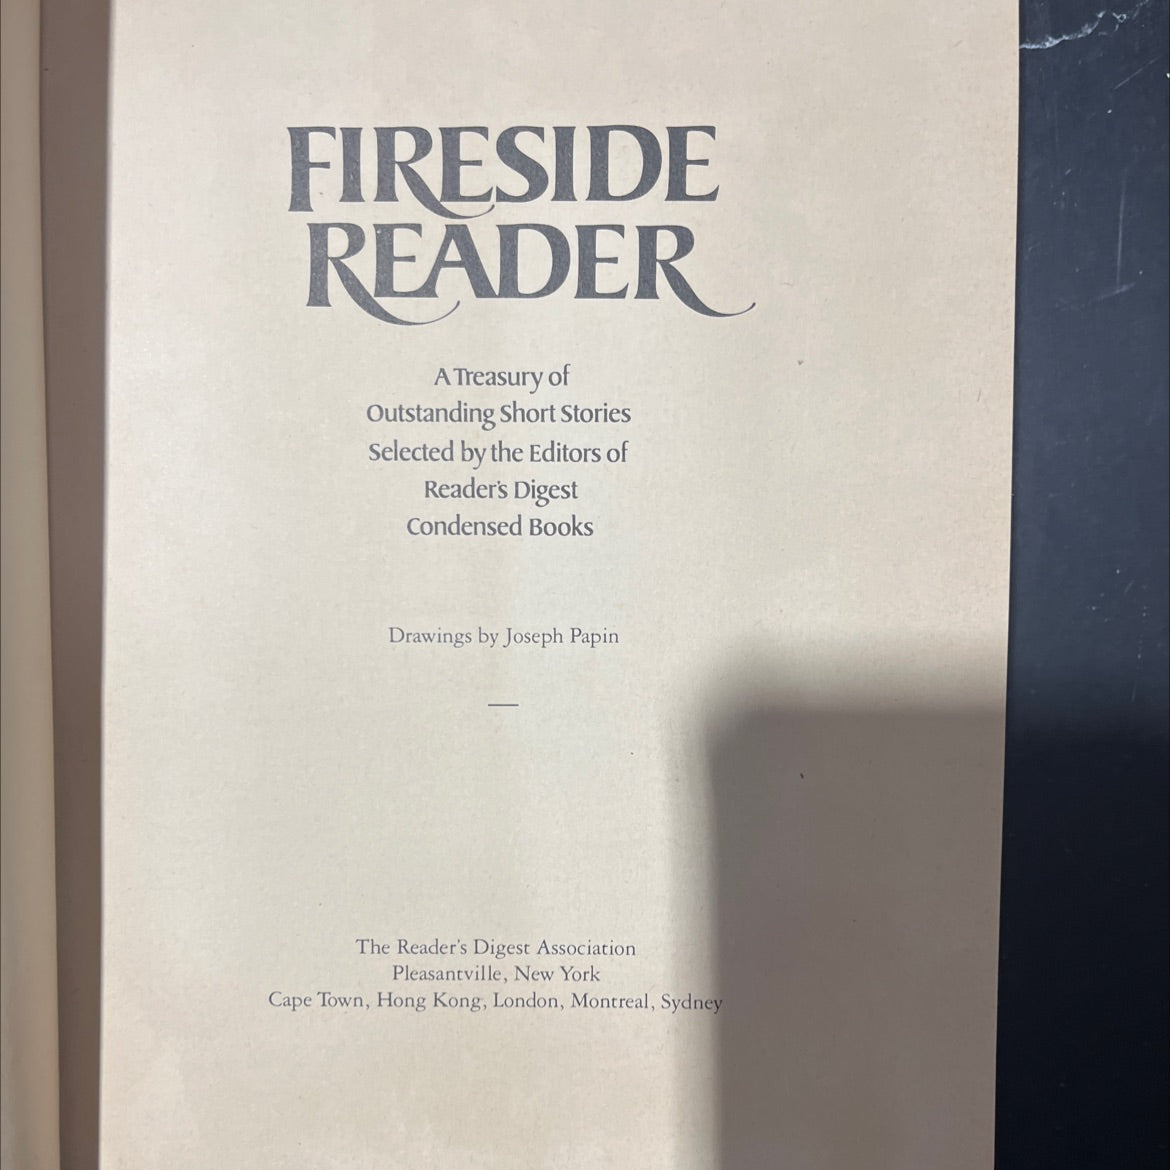 FIRESIDE
READER
A Treasury of
Outstanding Short Stories
Selected by the Editors of
Reader's Digest
Condensed Books
Drawings by Joseph Papin
The Reader's Digest Association
Pleasantville, New York
Cape Town, Hong Kong, London, Montreal, Sydney